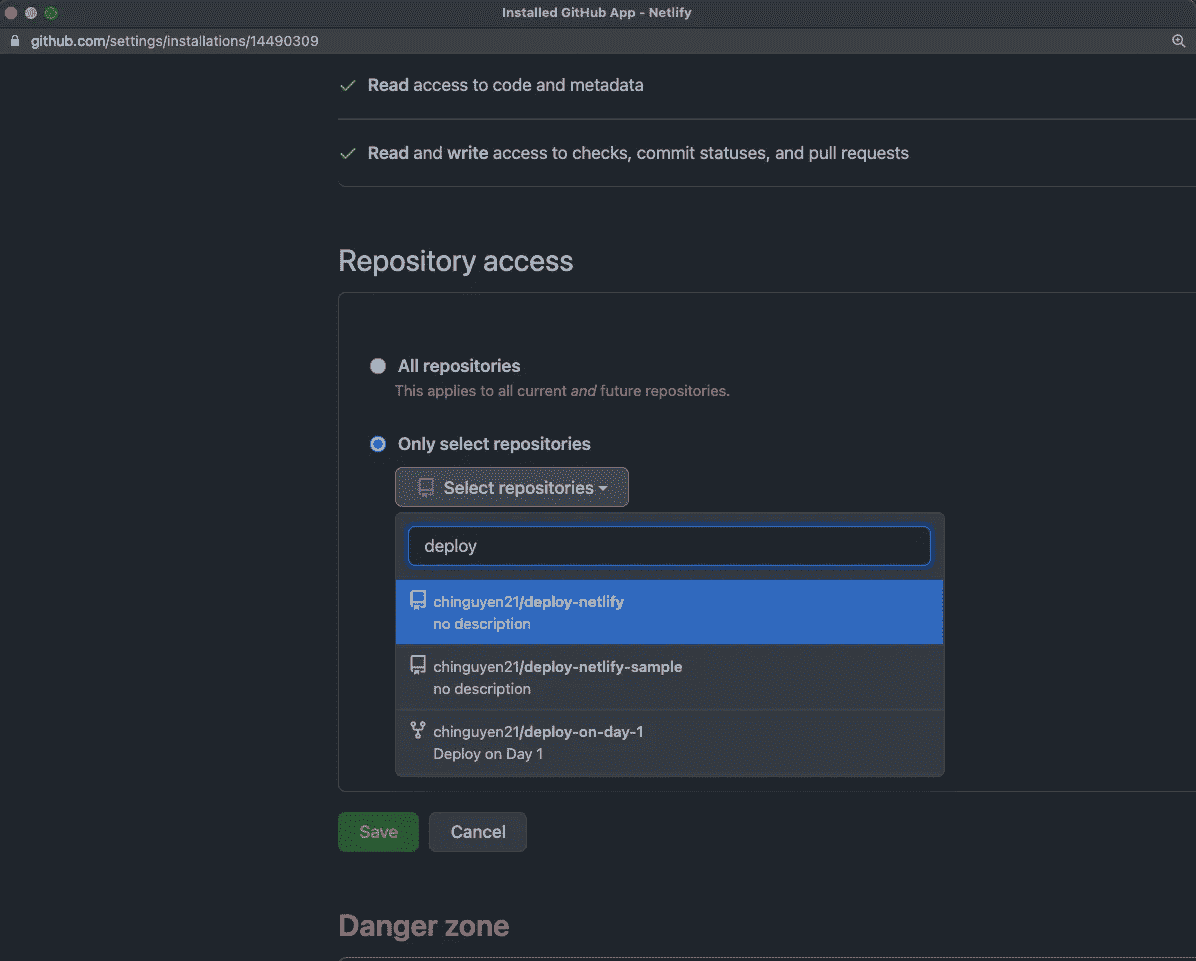 Installed GitHub App - Netlify
github.com/settings/installations/14490309
Read access to code and metadata
Read and write access to checks, commit statuses, and pull requests
Repository access
All repositories
This applies to all current and future repositories.
Only select repositories
Select repositories
deploy
chinguyen21/deploy-netlify
no description
chinguyen21/deploy-netlify-sample
no description
chinguyen21/deploy-on-day-1
Deploy on Day 1
Save Cancel
Danger zone